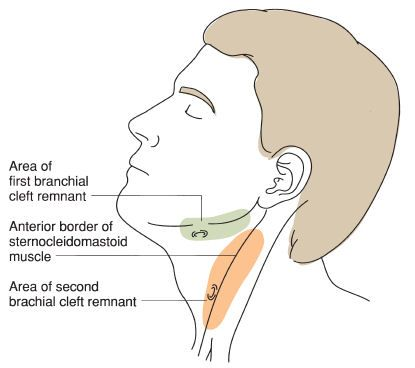 Area of
first branchial
cleft remnant
Anterior border of
sternocleidomastoid
muscle
Area of second
brachial cleft remnant